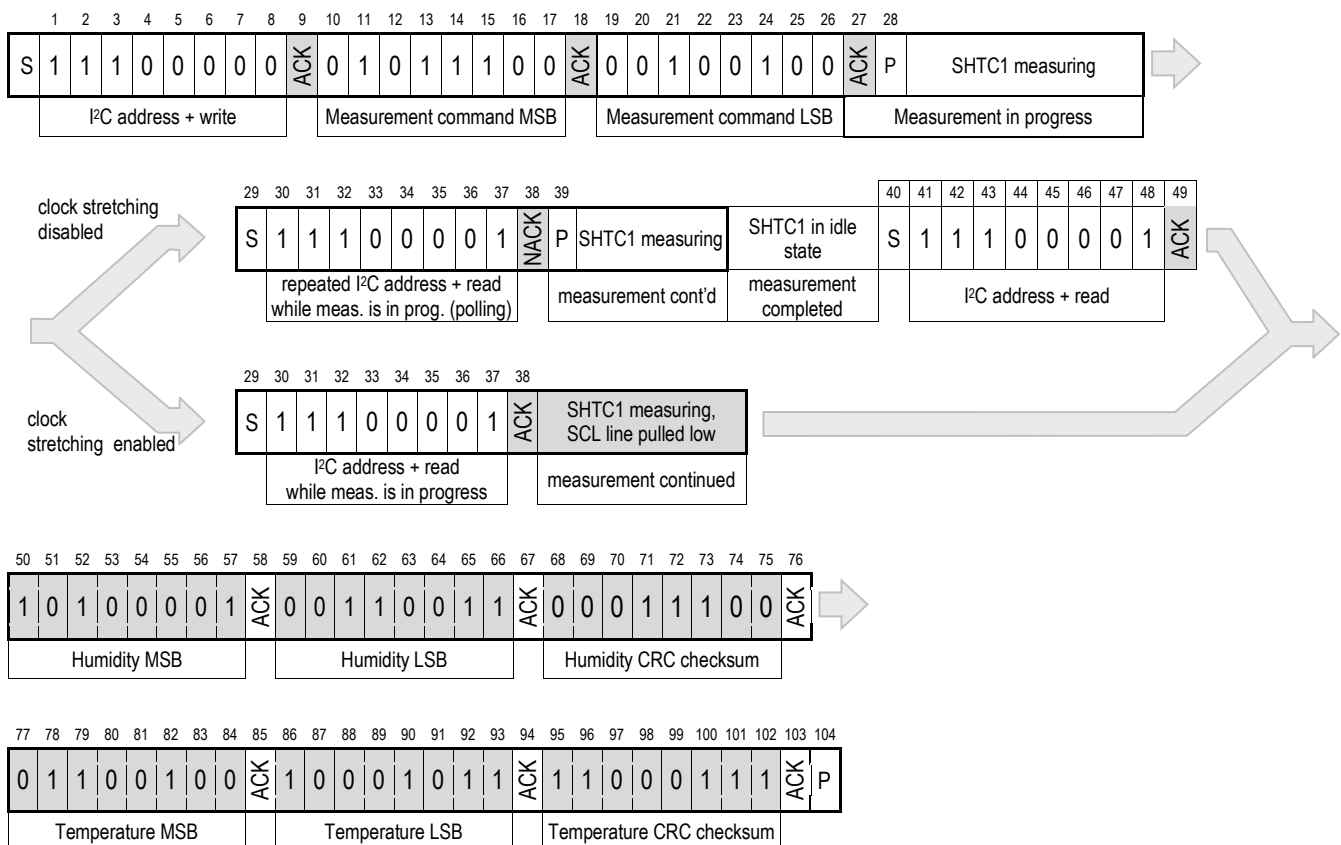 1 2 3 4 5 6 7 8 9 10 11 12 13 14 15 16 17 18 19 20 21 22 23 24 25 26 27 28
S 1 1 1 0 0 0 0 0 ACK 0 1 0 1 1 1 0 0 ACK 0 0 1 0 0 1 0 0 ACK P SHTC1 measuring
I²C address + write Measurement command MSB Measurement command LSB Measurement in progress
clock stretching
disabled
29 30 31 32 33 34 35 36 37 38 39 40 41 42 43 44 45 46 47 48 49
S 1 1 1 0 0 0 0 1 NACK P SHTC1 measuring
SHTC1 in idle
state
S 1 1 1 0 0 0 0 1 ACK
repeated I²C address + read
while meas. is in prog. (polling)
measurement cont'd
measurement
completed
I²C address + read
clock
stretching enabled
29 30 31 32 33 34 35 36 37 38
S 1 1 1 0 0 0 0 1 ACK
SHTC1 measuring,
SCL line pulled low
I²C address + read
while meas. is in progress
measurement continued
50 51 52 53 54 55 56 57 58 59 60 61 62 63 64 65 66 67 68 69 70 71 72 73 74 75 76
1 0 1 0 0 0 0 1 ACK 0 0 1 1 0 0 1 1 ACK 0 0 0 1 1 1 0 0 ACK
Humidity MSB Humidity LSB Humidity CRC checksum
77 78 79 80 81 82 83 84 85 86 87 88 89 90 91 92 93 94 95 96 97 98 99 100 101 102 103 104
0 1 1 0 0 1 0 0 ACK 1 0 0 0 1 0 1 1 ACK 1 1 0 0 0 1 1 1 ACK P
Temperature MSB Temperature LSB Temperature CRC checksum